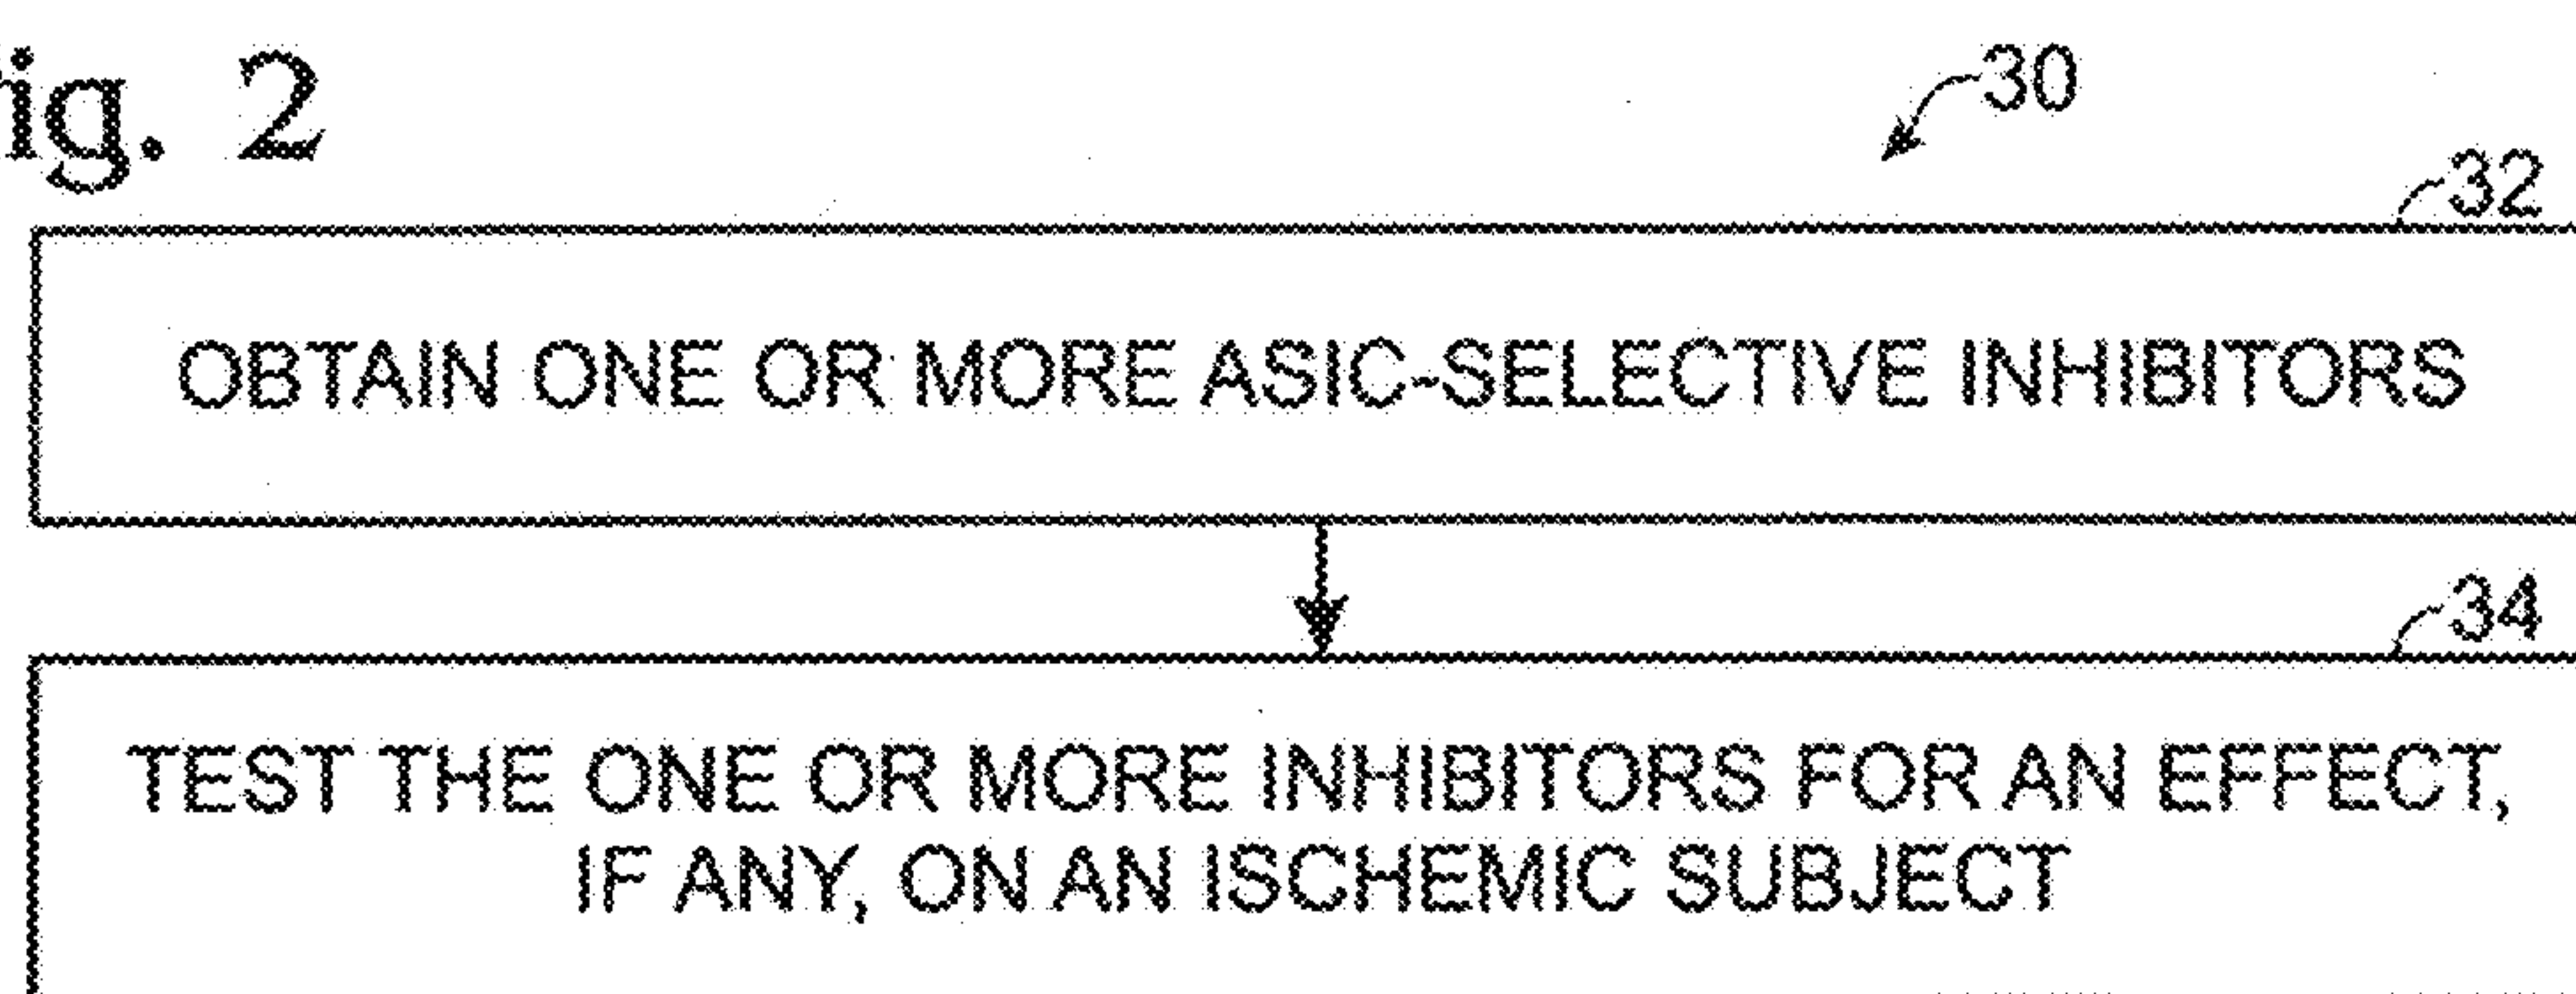 ig. 2
30
32
OBTAIN ONE OR MORE ASIC-SELECTIVE INHIBITORS
34
TEST THE ONE OR MORE INHIBITORS FOR AN EFFECT,
IF ANY, ON AN ISCHEMIC SUBJECT